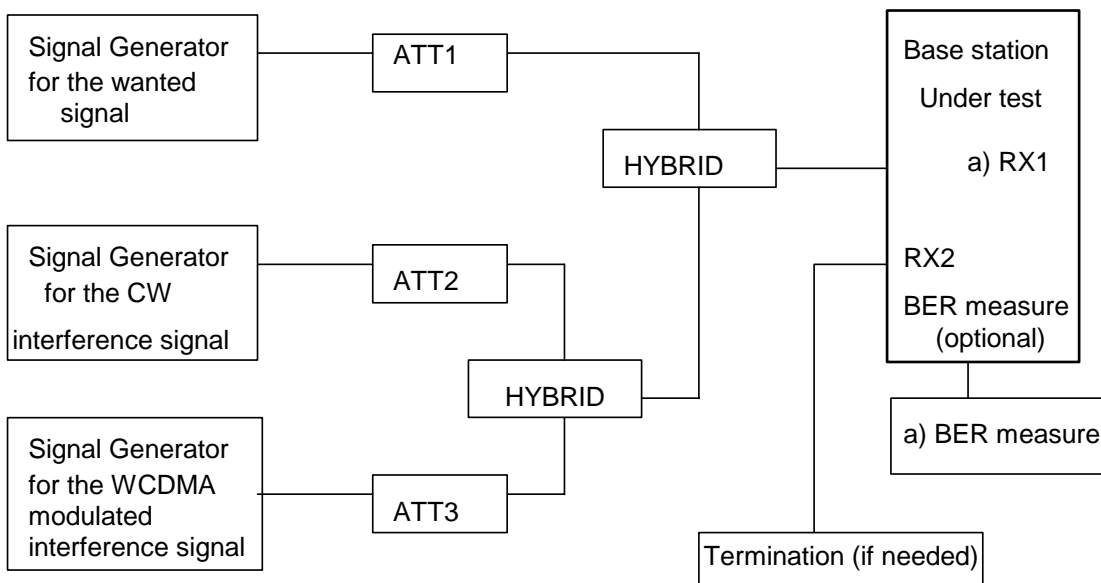 Signal Generator
for the wanted
signal
ATT1
Base station
Under test
HYBRID
a) RX1
Signal Generator
for the CW
interference signal
ATT2
RX2
BER measure
(optional)
HYBRID
a) BER measure
Signal Generator
for the WCDMA
modulated
interference signal
ATT3
Termination (if needed)